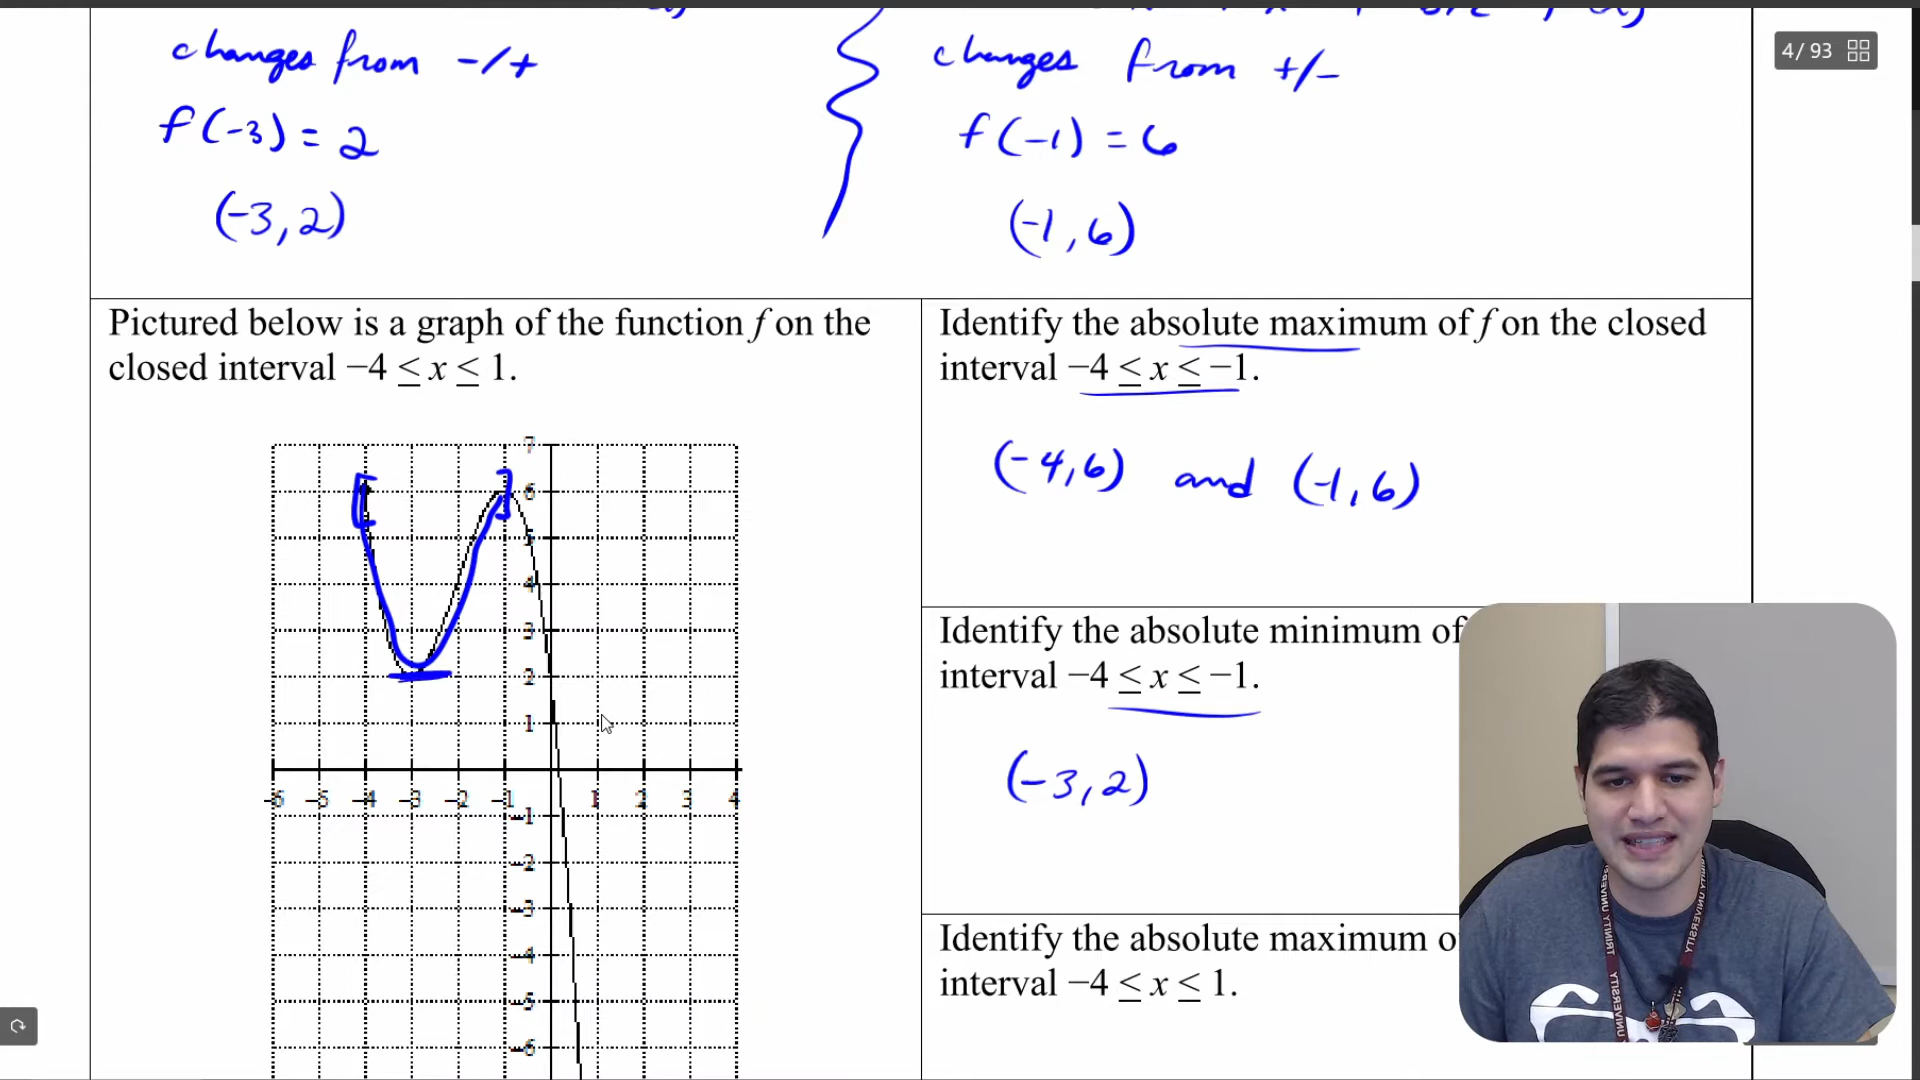 4 / 93
changes from -/+
f(-3) = 2
(-3,2)
changes from +/-
f(-1) = 6
(-1,6)
Pictured below is a graph of the function f on the
closed interval −4 ≤ x ≤ 1.
7
6
5
4
3
2
1
-6 -5 -4 -3 -2 -1 1 2 3 4
-1
-2
-3
-4
-5
-6
Identify the absolute maximum of f on the closed
interval −4 ≤ x ≤ −1.
(-4,6) and (-1,6)
Identify the absolute minimum of
interval −4 ≤ x ≤ −1.
(-3,2)
Identify the absolute maximum o
interval −4 ≤ x ≤ 1.
TRINITY UNIVERSITY
UNIVERSITY